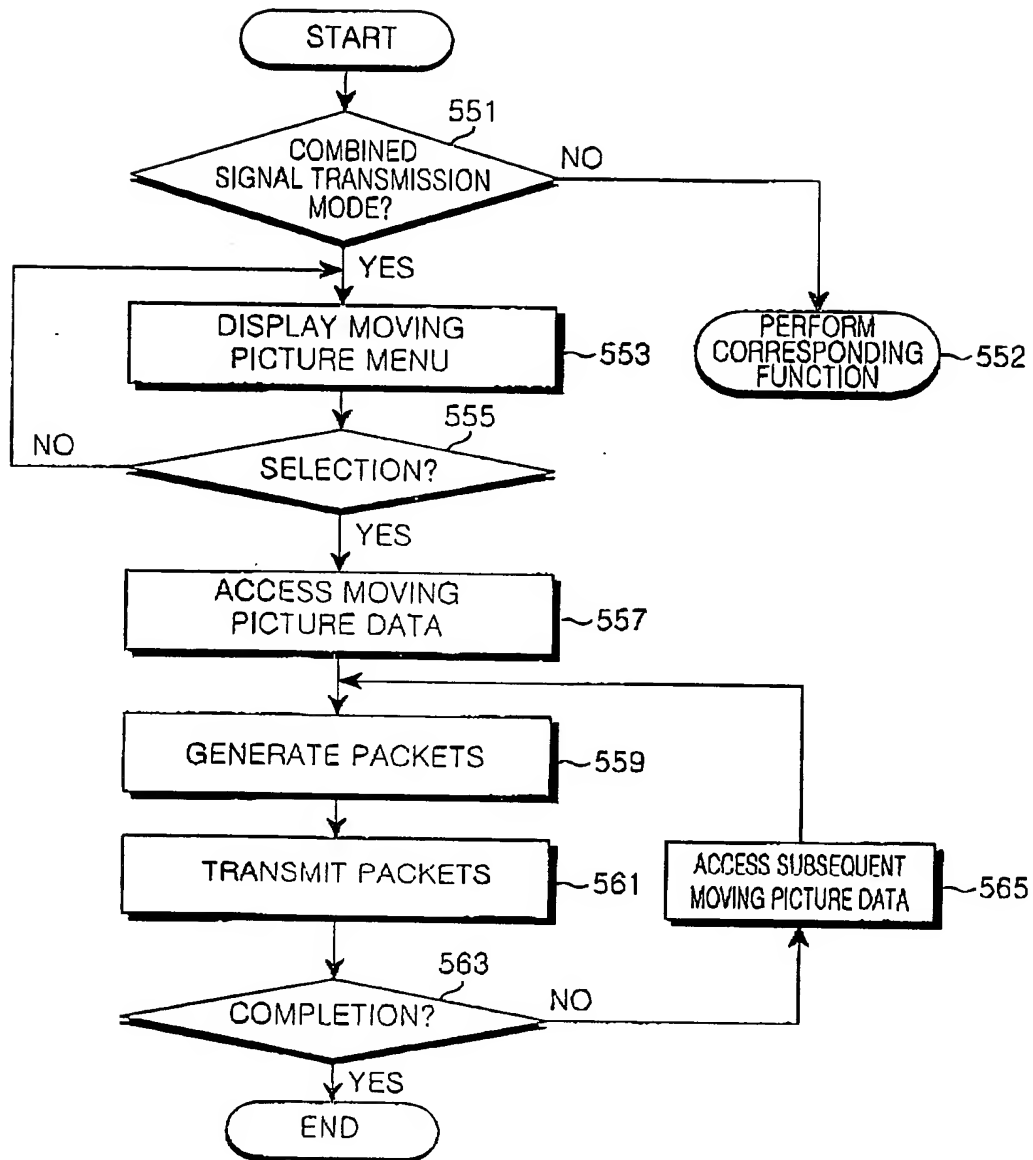 START
551
COMBINED
SIGNAL TRANSMISSION
MODE?
NO
YES
DISPLAY MOVING
PICTURE MENU
553
PERFORM
CORRESPONDING
FUNCTION
552
555
NO
SELECTION?
YES
ACCESS MOVING
PICTURE DATA
557
GENERATE PACKETS
559
TRANSMIT PACKETS
561
ACCESS SUBSEQUENT
MOVING PICTURE DATA
565
563
COMPLETION?
NO
YES
END